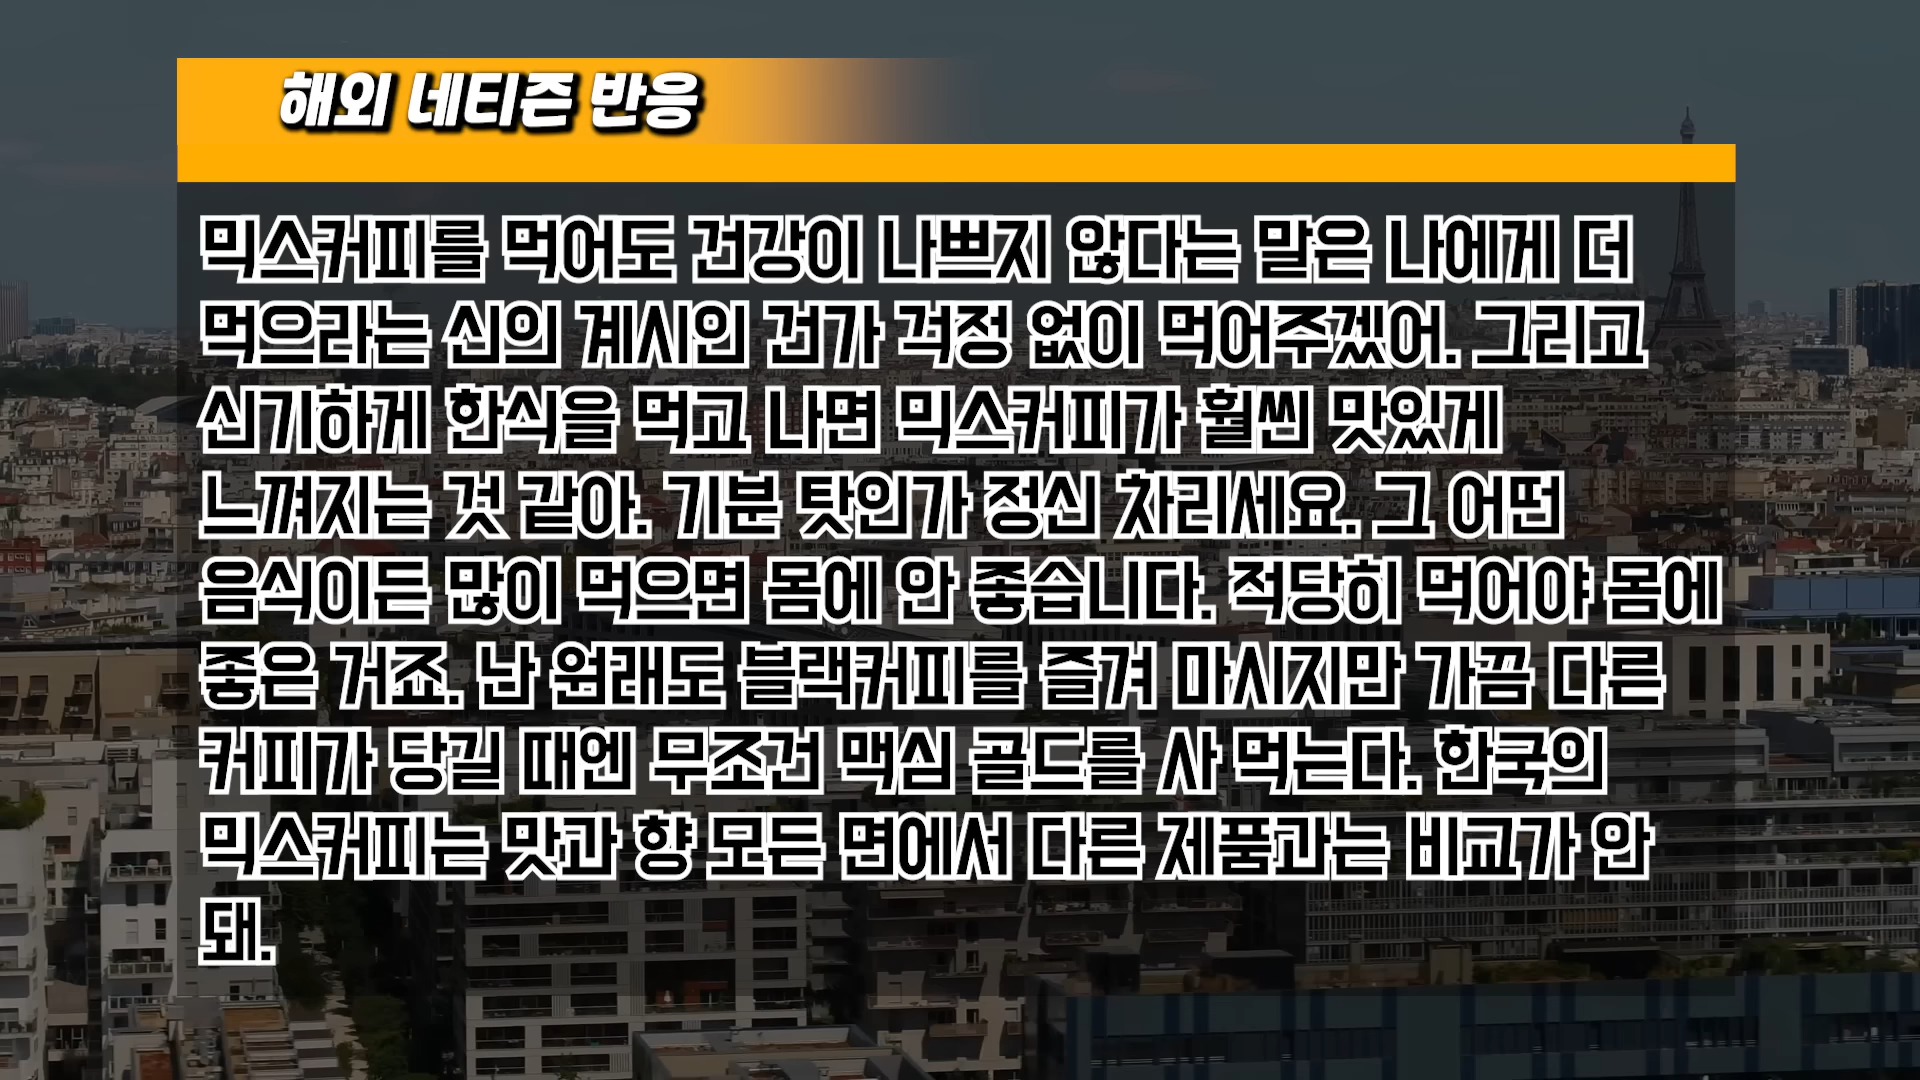 해외 네티즌 반응
믹스커피를 먹어도 건강이 나쁘지 않다는 말은 나에게 더
먹으라는 신의 계시인 건가 걱정 없이 먹어주겠어. 그리고
신기하게 한식을 먹고 나면 믹스커피가 훨씬 맛있게
느껴지는 것 같아. 기분 탓인가 정신 차리세요. 그 어떤
음식이든 많이 먹으면 몸에 안 좋습니다. 적당히 먹어야 몸에
좋은 거죠. 난 원래도 블랙커피를 즐겨 마시지만 가끔 다른
커피가 당길 때엔 무조건 맥심 골드를 사 먹는다. 한국의
믹스커피는 맛과 향 모든 면에서 다른 제품과는 비교가 안
돼.